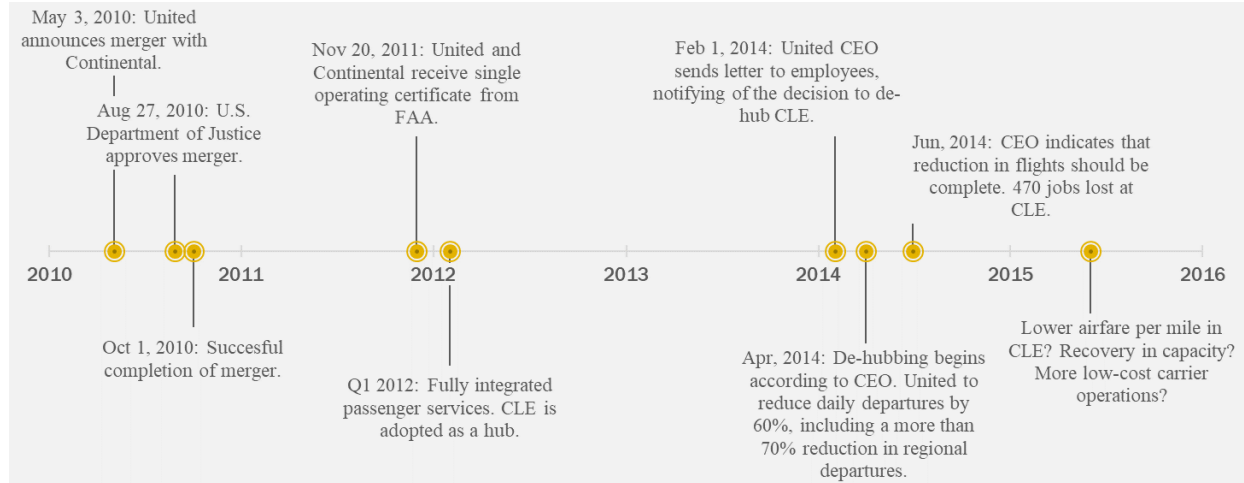 May 3, 2010: United
announces merger with
Continental.
Aug 27, 2010: U.S.
Department of Justice
approves merger.
Nov 20, 2011: United and
Continental receive single
operating certificate from
FAA.
Feb 1, 2014: United CEO
sends letter to employees,
notifying of the decision to de-
hub CLE.
Jun, 2014: CEO indicates that
reduction in flights should be
complete. 470 jobs lost at
CLE.
2010 2011 2012 2013 2014 2015 2016
Oct 1, 2010: Succesful
completion of merger.
Q1 2012: Fully integrated
passenger services. CLE is
adopted as a hub.
Apr, 2014: De-hubbing begins
according to CEO. United to
reduce daily departures by
60%, including a more than
70% reduction in regional
departures.
Lower airfare per mile in
CLE? Recovery in capacity?
More low-cost carrier
operations?